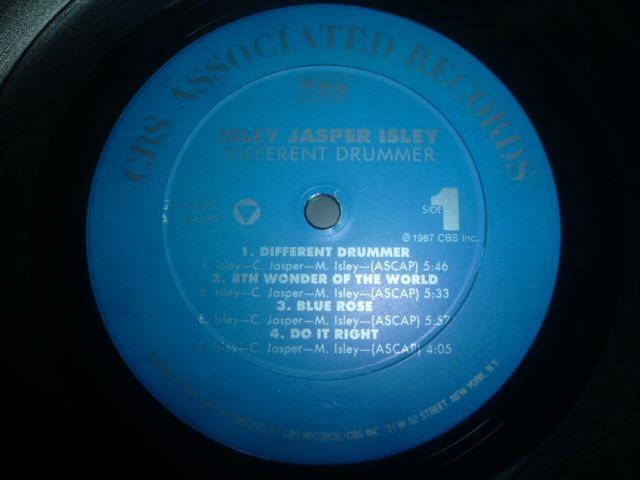 CBS ASSOCIATED RECORDS
ISLEY JASPER ISLEY
DIFFERENT DRUMMER
SIDE 1
℗ 1987 CBS Inc.
1. DIFFERENT DRUMMER
E. Isley—C. Jasper—M. Isley—(ASCAP) 5:46
2. 8TH WONDER OF THE WORLD
E. Isley—C. Jasper—M. Isley—(ASCAP) 5:33
3. BLUE ROSE
E. Isley—C. Jasper—M. Isley—(ASCAP) 5:57
4. DO IT RIGHT
E. Isley—C. Jasper—M. Isley—(ASCAP) 4:05
DISTRIBUTED BY CBS RECORDS/CBS INC./51 W 52 STREET, NEW YORK, N.Y.